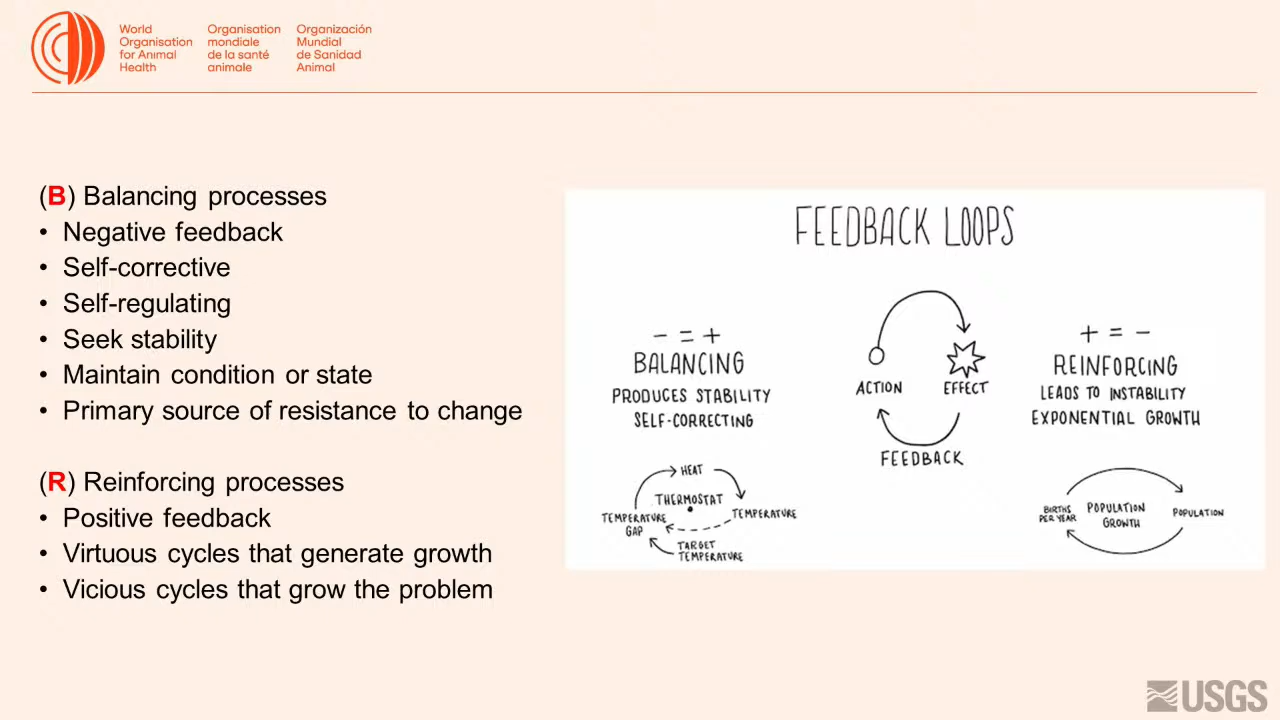 World
Organisation
for Animal
Health
Organisation
mondiale
de la santé
animale
Organización
Mundial
de Sanidad
Animal
(B) Balancing processes
• Negative feedback
• Self-corrective
• Self-regulating
• Seek stability
• Maintain condition or state
• Primary source of resistance to change
(R) Reinforcing processes
• Positive feedback
• Virtuous cycles that generate growth
• Vicious cycles that grow the problem
FEEDBACK LOOPS
− = +
BALANCING
PRODUCES STABILITY
SELF-CORRECTING
HEAT
THERMOSTAT
TEMPERATURE
GAP
TEMPERATURE
TARGET
TEMPERATURE
ACTION
EFFECT
FEEDBACK
+ = −
REINFORCING
LEADS TO INSTABILITY
EXPONENTIAL GROWTH
BIRTHS
PER YEAR
POPULATION
GROWTH
POPULATION
USGS